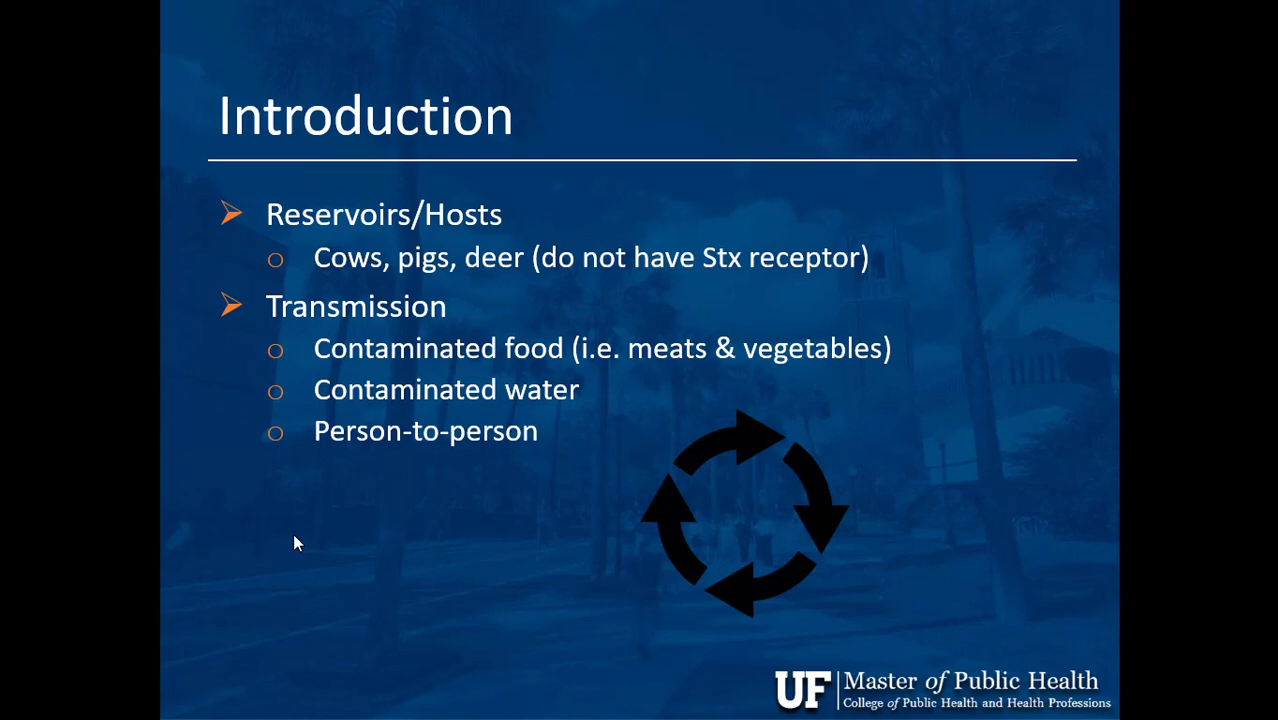 Introduction
Reservoirs/Hosts
Cows, pigs, deer (do not have Stx receptor)
Transmission
Contaminated food (i.e. meats & vegetables)
Contaminated water
Person-to-person
UF Master of Public Health
College of Public Health and Health Professions